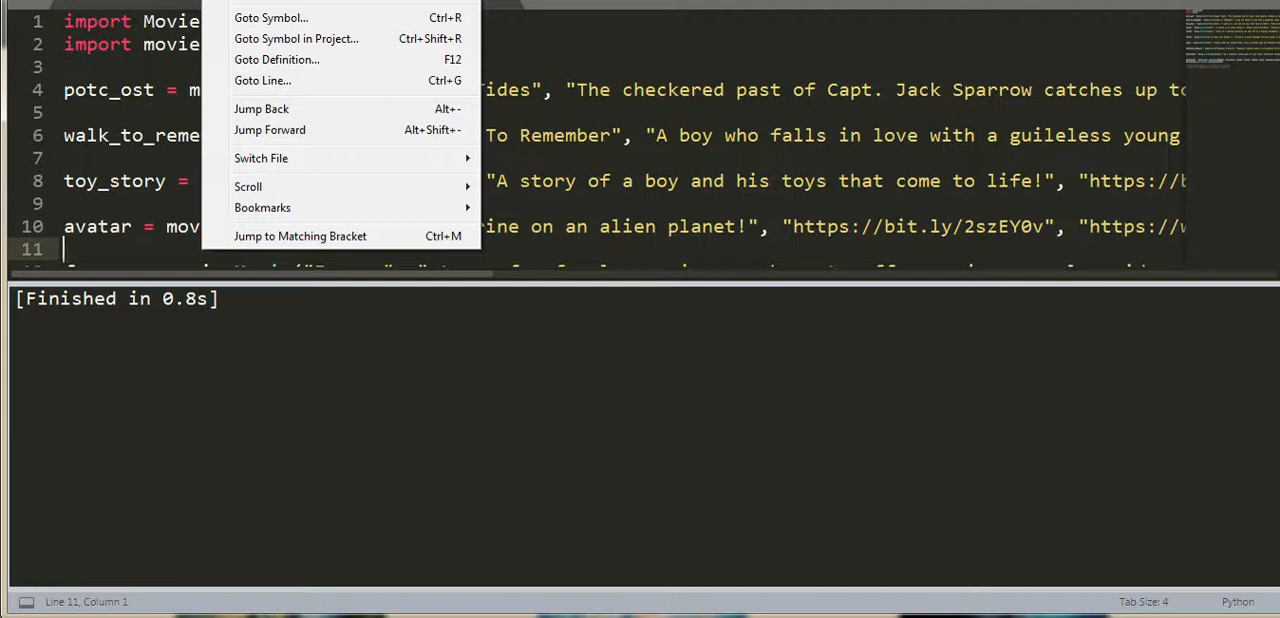 1 import Movie
2 import movie
3
4 potc_ost = m Tides", "The checkered past of Capt. Jack Sparrow catches up to
5
6 walk_to_reme To Remember", "A boy who falls in love with a guileless young
7
8 toy_story = "A story of a boy and his toys that come to life!", "https://b
9
10 avatar = mov rine on an alien planet!", "https://bit.ly/2szEY0v", "https://w
11
Goto Symbol... Ctrl+R
Goto Symbol in Project... Ctrl+Shift+R
Goto Definition... F12
Goto Line... Ctrl+G
Jump Back Alt+-
Jump Forward Alt+Shift+-
Switch File
Scroll
Bookmarks
Jump to Matching Bracket Ctrl+M
[Finished in 0.8s]
Line 11, Column 1 Tab Size: 4 Python